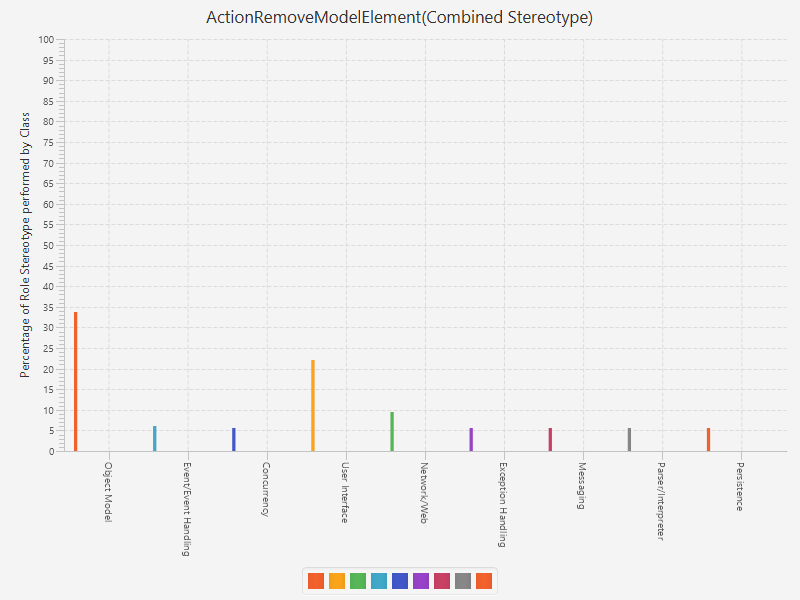 ActionRemoveModelElement(Combined Stereotype)
Percentage of Role Stereotype performed by Class
100
95
90
85
80
75
70
65
60
55
50
45
40
35
30
25
20
15
10
5
0
Object Model
Event/Event Handling
Concurrency
User Interface
Network/Web
Exception Handling
Messaging
Parser/Interpreter
Persistence